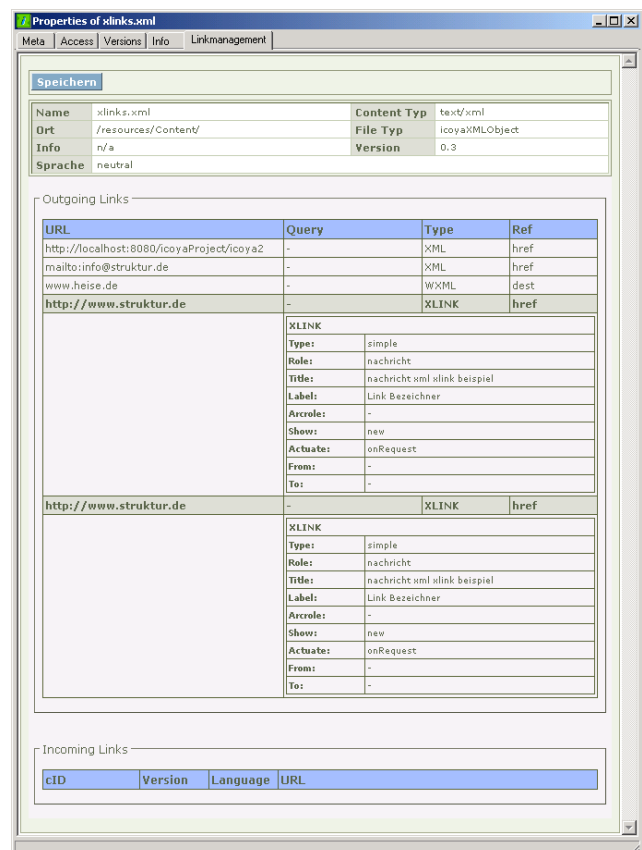 Properties of xlinks.xml
Meta Access Versions Info Linkmanagement
Speichern
Name xlinks.xml Content Typ text/xml
Ort /resources/Content/ File Typ icoyaXMLObject
Info n/a Version 0.3
Sprache neutral
Outgoing Links
URL Query Type Ref
http://localhost:8080/icoyaProject/icoya2 - XML href
mailto:info@struktur.de - XML href
www.heise.de - WXML dest
http://www.struktur.de - XLINK href
XLINK
Type: simple
Role: nachricht
Title: nachricht xml xlink beispiel
Label: Link Bezeichner
Arcrole: -
Show: new
Actuate: onRequest
From: -
To: -
http://www.struktur.de - XLINK href
XLINK
Type: simple
Role: nachricht
Title: nachricht xml xlink beispiel
Label: Link Bezeichner
Arcrole: -
Show: new
Actuate: onRequest
From: -
To: -
Incoming Links
cID Version Language URL